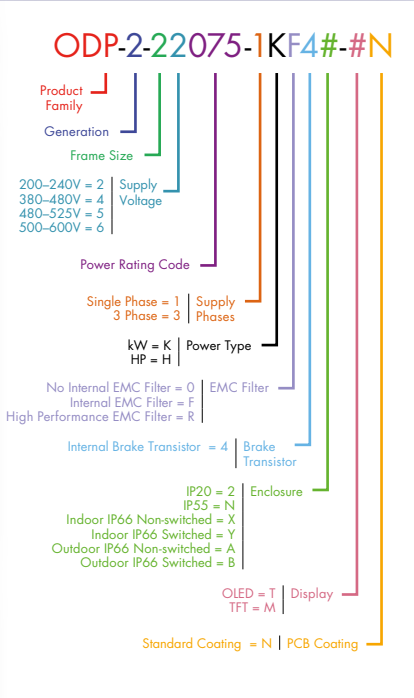 ODP-2-22075-1KF4#-#N
Product
Family
Generation
Frame Size
200–240V = 2 Supply
380–480V = 4 Voltage
480–525V = 5
500–600V = 6
Power Rating Code
Single Phase = 1 Supply
3 Phase = 3 Phases
kW = K Power Type
HP = H
No Internal EMC Filter = 0 EMC Filter
Internal EMC Filter = F
High Performance EMC Filter = R
Internal Brake Transistor = 4 Brake
Transistor
IP20 = 2 Enclosure
IP55 = N
Indoor IP66 Non-switched = X
Indoor IP66 Switched = Y
Outdoor IP66 Non-switched = A
Outdoor IP66 Switched = B
OLED = T Display
TFT = M
Standard Coating = N PCB Coating